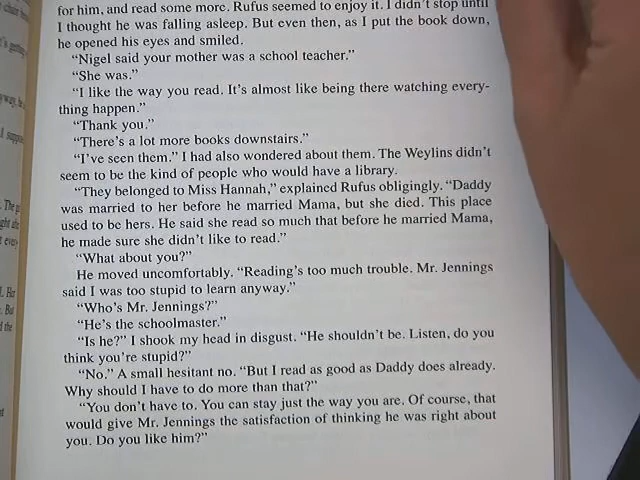 for him, and read some more. Rufus seemed to enjoy it. I didn't stop until
I thought he was falling asleep. But even then, as I put the book down,
he opened his eyes and smiled.
“Nigel said your mother was a school teacher.”
“She was.”
“I like the way you read. It's almost like being there watching every-
thing happen.”
“Thank you.”
“There's a lot more books downstairs.”
“I've seen them.” I had also wondered about them. The Weylins didn't
seem to be the kind of people who would have a library.
“They belonged to Miss Hannah,” explained Rufus obligingly. “Daddy
was married to her before he married Mama, but she died. This place
used to be hers. He said she read so much that before he married Mama,
he made sure she didn't like to read.”
“What about you?”
He moved uncomfortably. “Reading's too much trouble. Mr. Jennings
said I was too stupid to learn anyway.”
“Who's Mr. Jennings?”
“He's the schoolmaster.”
“Is he?” I shook my head in disgust. “He shouldn't be. Listen, do you
think you're stupid?”
“No.” A small hesitant no. “But I read as good as Daddy does already.
Why should I have to do more than that?”
“You don't have to. You can stay just the way you are. Of course, that
would give Mr. Jennings the satisfaction of thinking he was right about
you. Do you like him?”